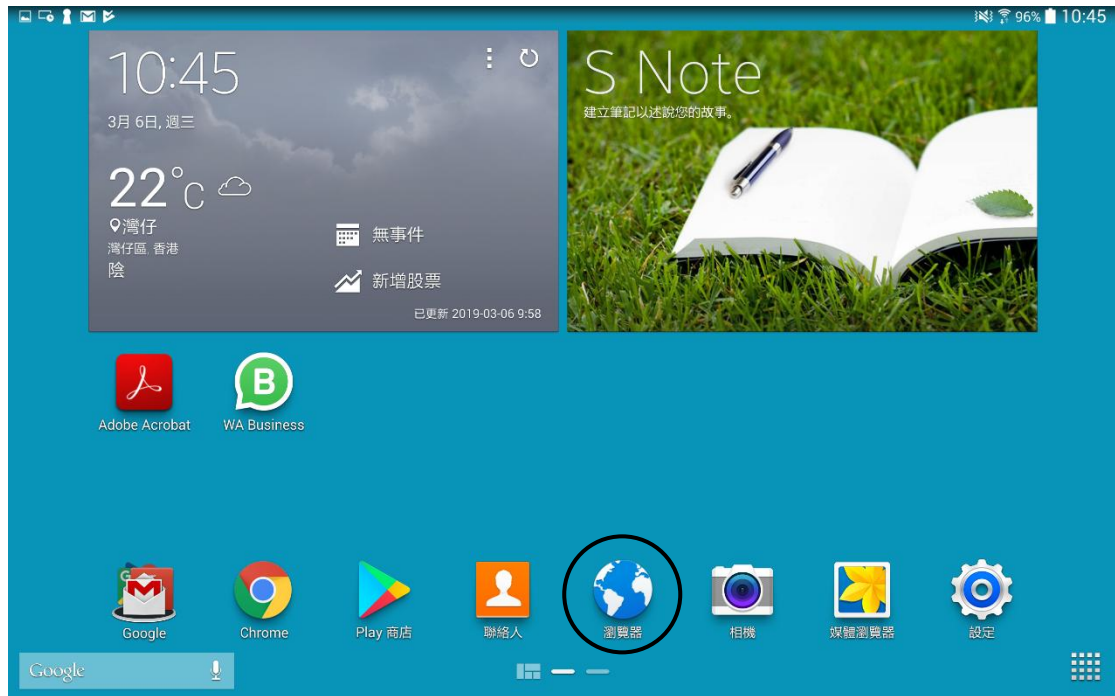 96% 10:45
10:45
3月 6日, 週三
22°C
灣仔
灣仔區, 香港
陰
無事件
新增股票
已更新 2019-03-06 9:58
S Note
建立筆記以述說您的故事。
Adobe Acrobat
WA Business
Google
Chrome
Play 商店
聯絡人
瀏覽器
相機
媒體瀏覽器
設定
Google